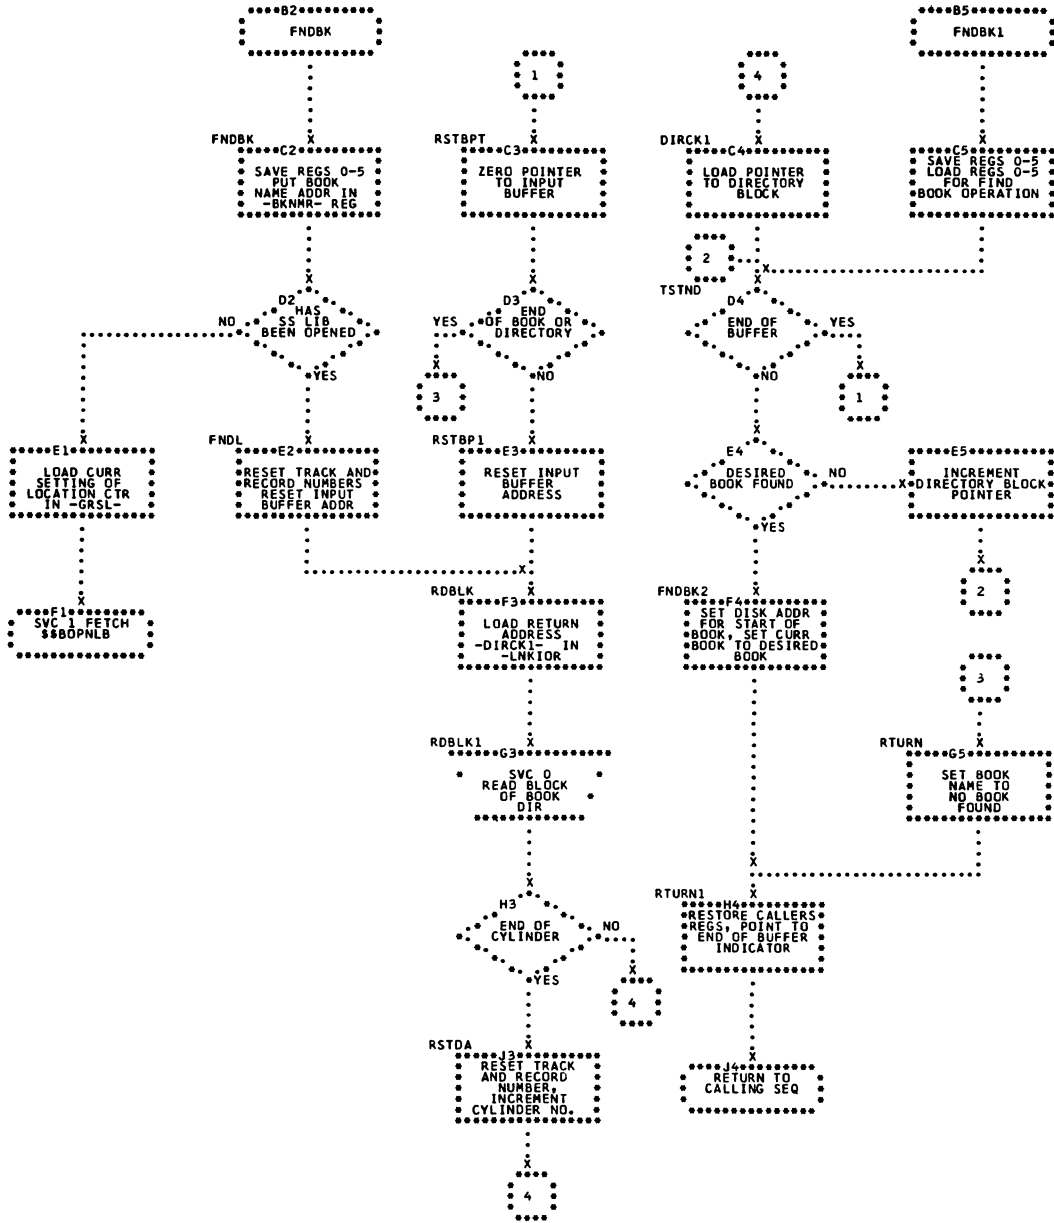 B2
FNDBK
B5
FNDBK1
1
4
FNDBK
C2
SAVE REGS 0-5
PUT BOOK
NAME ADDR IN
-BKNMR- REG
RSTBPT
C3
ZERO POINTER
TO INPUT
BUFFER
DIRCK1
C4
LOAD POINTER
TO DIRECTORY
BLOCK
C5
SAVE REGS 0-5
LOAD REGS 0-5
FOR FIND
BOOK OPERATION
2
D2
HAS
SS LIB
BEEN OPENED
NO
YES
D3
END
OF BOOK OR
DIRECTORY
YES
NO
3
TSTND
D4
END OF
BUFFER
YES
NO
1
E1
LOAD CURR
SETTING OF
LOCATION CTR
IN -GRSL-
FNDL
E2
RESET TRACK AND
RECORD NUMBERS
RESET INPUT
BUFFER ADDR
RSTBP1
E3
RESET INPUT
BUFFER
ADDRESS
E4
DESIRED
BOOK FOUND
NO
YES
E5
INCREMENT
DIRECTORY BLOCK
POINTER
2
F1
SVC 1 FETCH
$$BOPNLB
RDBLK
F3
LOAD RETURN
ADDRESS
-DIRCK1- IN
-LNKIOR-
FNDBK2
F4
SET DISK ADDR
FOR START OF
BOOK, SET CURR
BOOK TO DESIRED
BOOK
3
RDBLK1
G3
SVC 0
READ BLOCK
OF BOOK
DIR
RTURN
G5
SET BOOK
NAME TO
NO BOOK
FOUND
H3
END OF
CYLINDER
NO
YES
4
RTURN1
H4
RESTORE CALLERS
REGS, POINT TO
END OF BUFFER
INDICATOR
RSTDA
J3
RESET TRACK
AND RECORD
NUMBER,
INCREMENT
CYLINDER NO.
J4
RETURN TO
CALLING SEQ
4